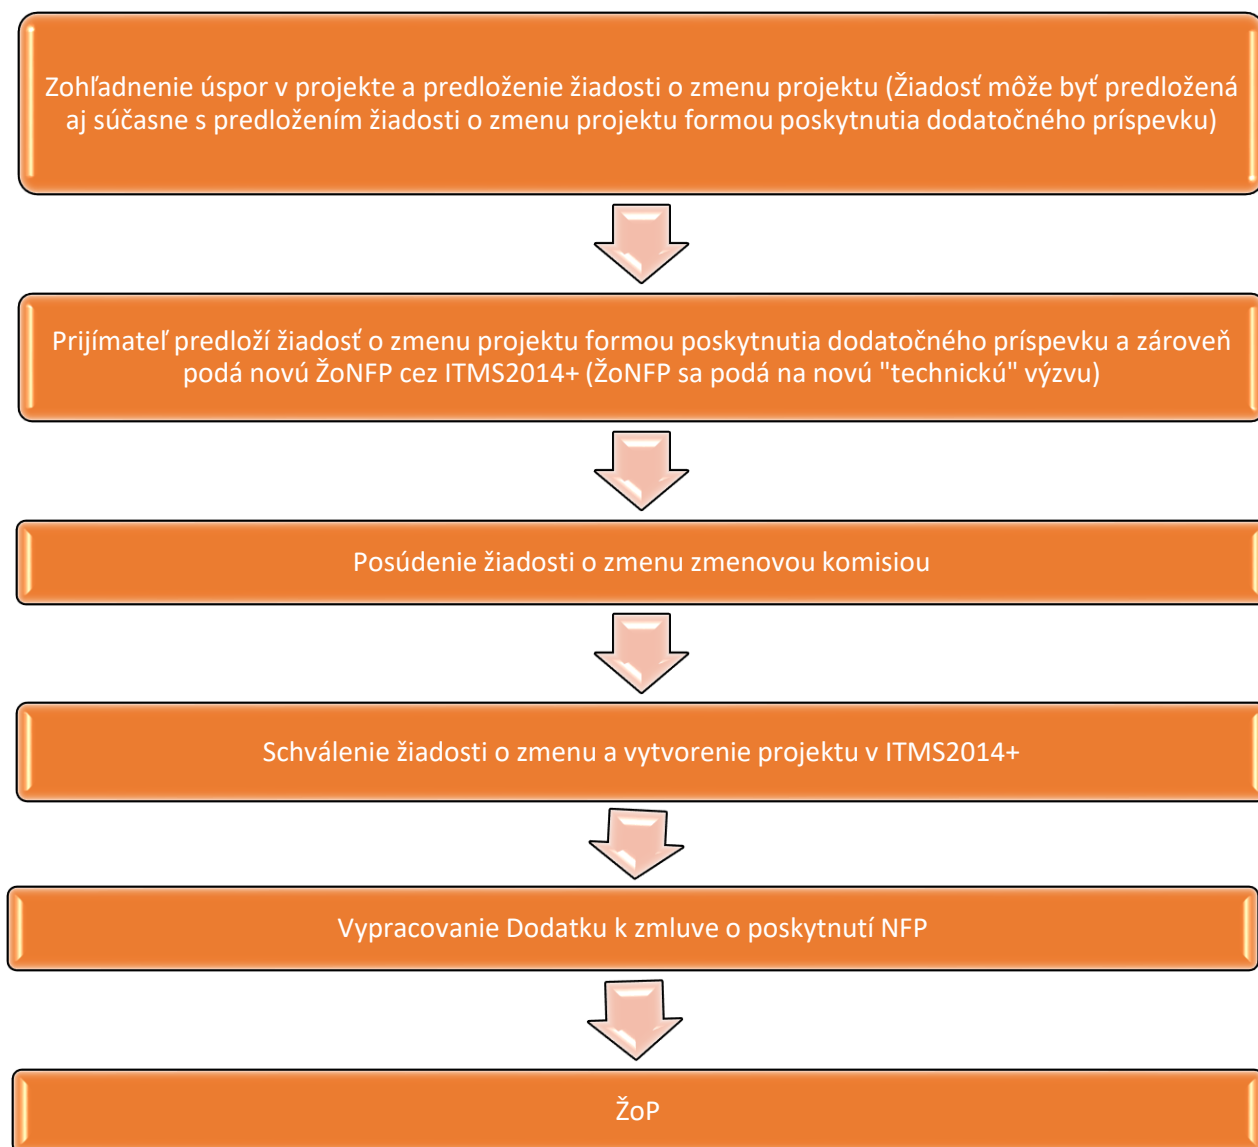 Zohľadnenie úspor v projekte a predloženie žiadosti o zmenu projektu (Žiadosť môže byť predložená
aj súčasne s predložením žiadosti o zmenu projektu formou poskytnutia dodatočného príspevku)
Prijímateľ predloží žiadosť o zmenu projektu formou poskytnutia dodatočného príspevku a zároveň
podá novú ŽoNFP cez ITMS2014+ (ŽoNFP sa podá na novú "technickú" výzvu)
Posúdenie žiadosti o zmenu zmenovou komisiou
Schválenie žiadosti o zmenu a vytvorenie projektu v ITMS2014+
Vypracovanie Dodatku k zmluve o poskytnutí NFP
ŽoP